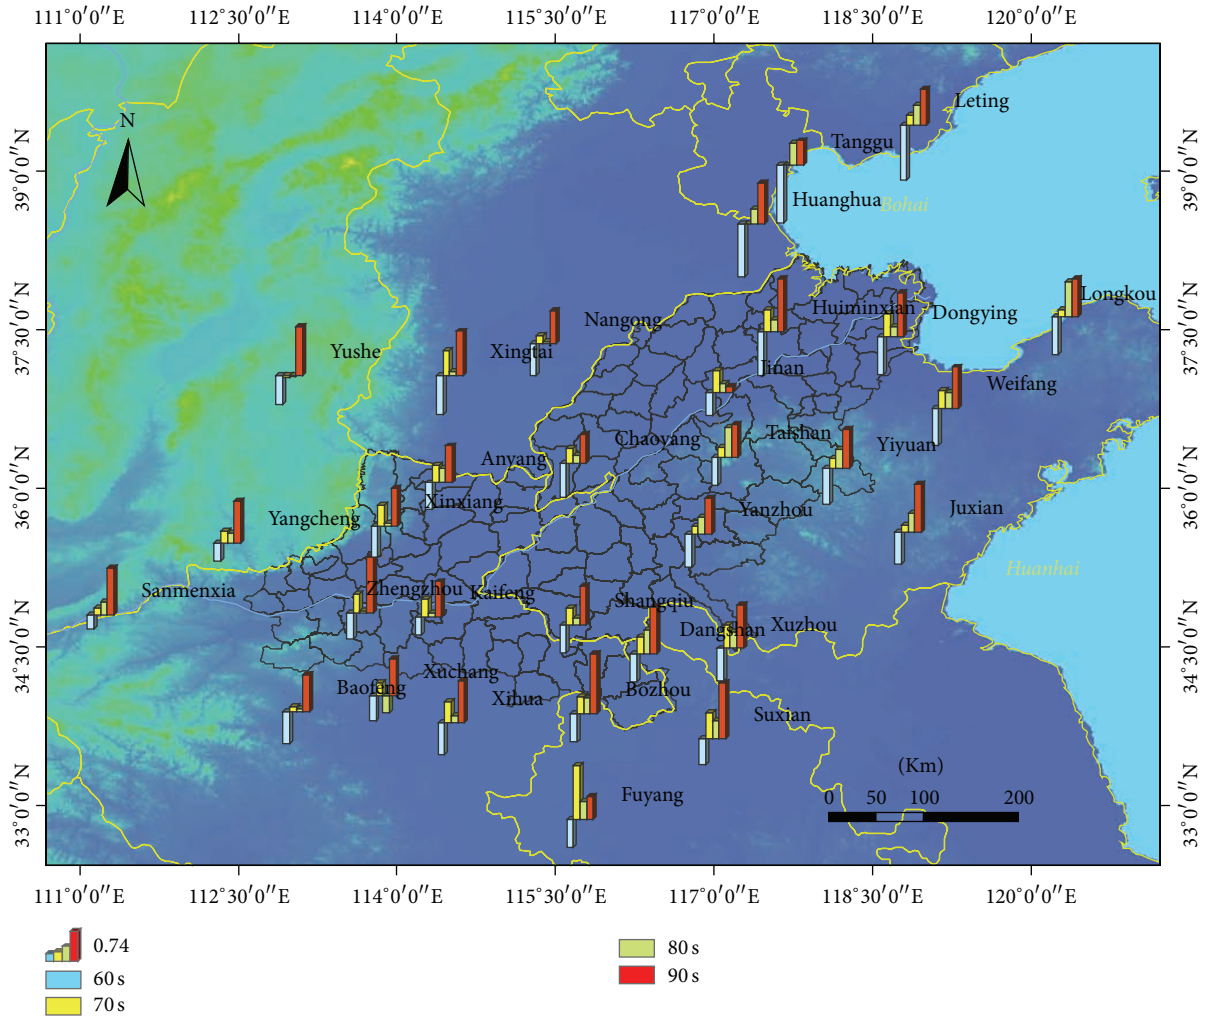 111°0′0″E 112°30′0″E 114°0′0″E 115°30′0″E 117°0′0″E 118°30′0″E 120°0′0″E
39°0′0″N
37°30′0″N
36°0′0″N
34°30′0″N
33°0′0″N
39°0′0″N
37°30′0″N
36°0′0″N
34°30′0″N
33°0′0″N
N
Leting
Tanggu
Huanghua
Bohai
Longkou
Huiminxian
Dongying
Nangong
Yushe
Xingtai
Jinan
Weifang
Chaoyang
Taishan
Yiyuan
Anyang
Xinxiang
Yangcheng
Yanzhou
Juxian
Huanhai
Sanmenxia
Zhengzhou
Kaifeng
Shangqiu
Dangshan
Xuzhou
Xuchang
Baofeng
Xihua
Bozhou
Suxian
Fuyang
(Km)
0 50 100 200
111°0′0″E 112°30′0″E 114°0′0″E 115°30′0″E 117°0′0″E 118°30′0″E 120°0′0″E
0.74
60 s
70 s
80 s
90 s